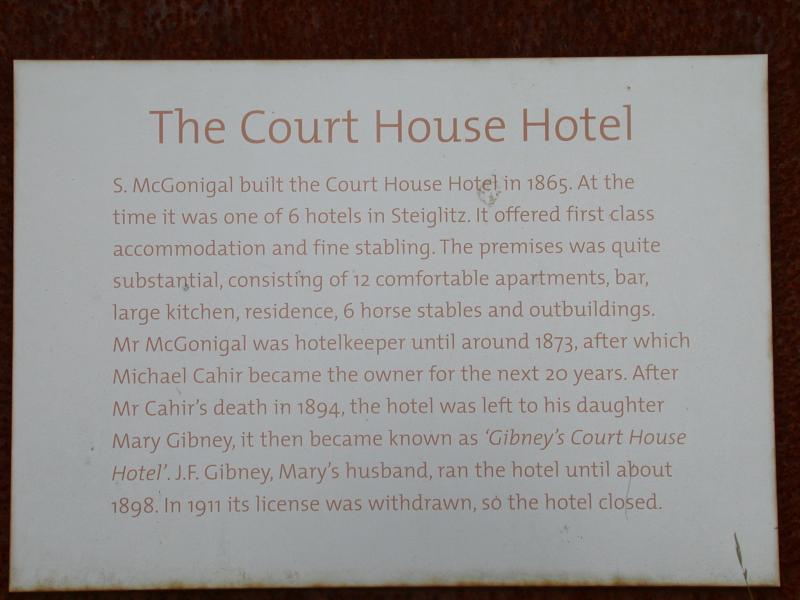 The Court House Hotel
S. McGonigal built the Court House Hotel in 1865. At the
time it was one of 6 hotels in Steiglitz. It offered first class
accommodation and fine stabling. The premises was quite
substantial, consisting of 12 comfortable apartments, bar,
large kitchen, residence, 6 horse stables and outbuildings.
Mr McGonigal was hotelkeeper until around 1873, after which
Michael Cahir became the owner for the next 20 years. After
Mr Cahir's death in 1894, the hotel was left to his daughter
Mary Gibney, it then became known as ‘Gibney's Court House
Hotel’. J.F. Gibney, Mary's husband, ran the hotel until about
1898. In 1911 its license was withdrawn, so the hotel closed.